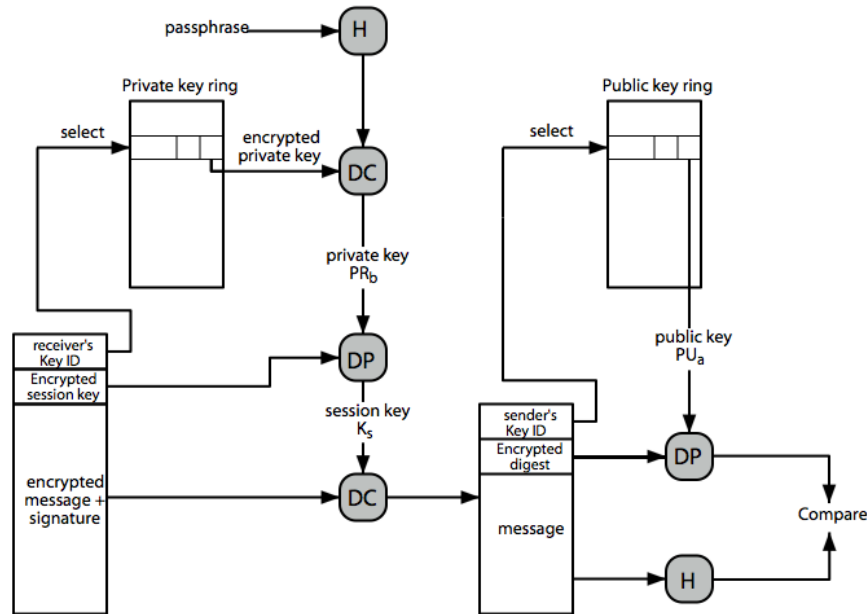 passphrase
H
Private key ring
Public key ring
select
encrypted
private key
DC
select
private key
PRb
receiver's
Key ID
Encrypted
session key
DP
public key
PUa
session key
Ks
sender's
Key ID
Encrypted
digest
DP
encrypted
message +
signature
DC
message
Compare
H